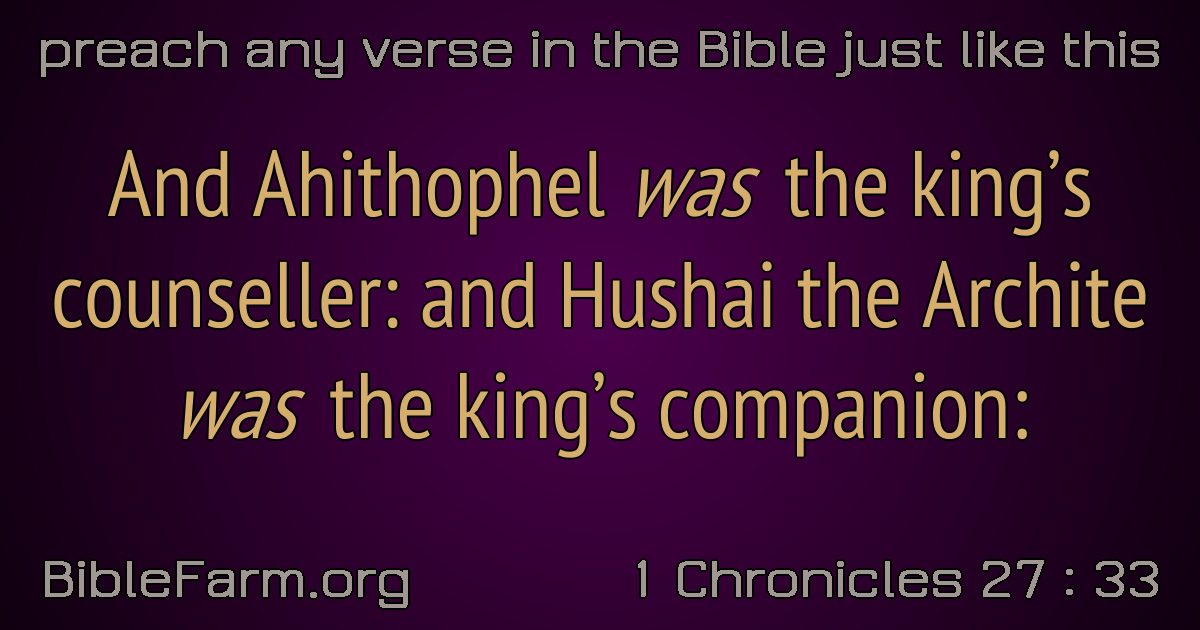 preach any verse in the Bible just like this
And Ahithophel was the king’s
counseller: and Hushai the Archite
was the king’s companion:
BibleFarm.org
1 Chronicles 27 : 33